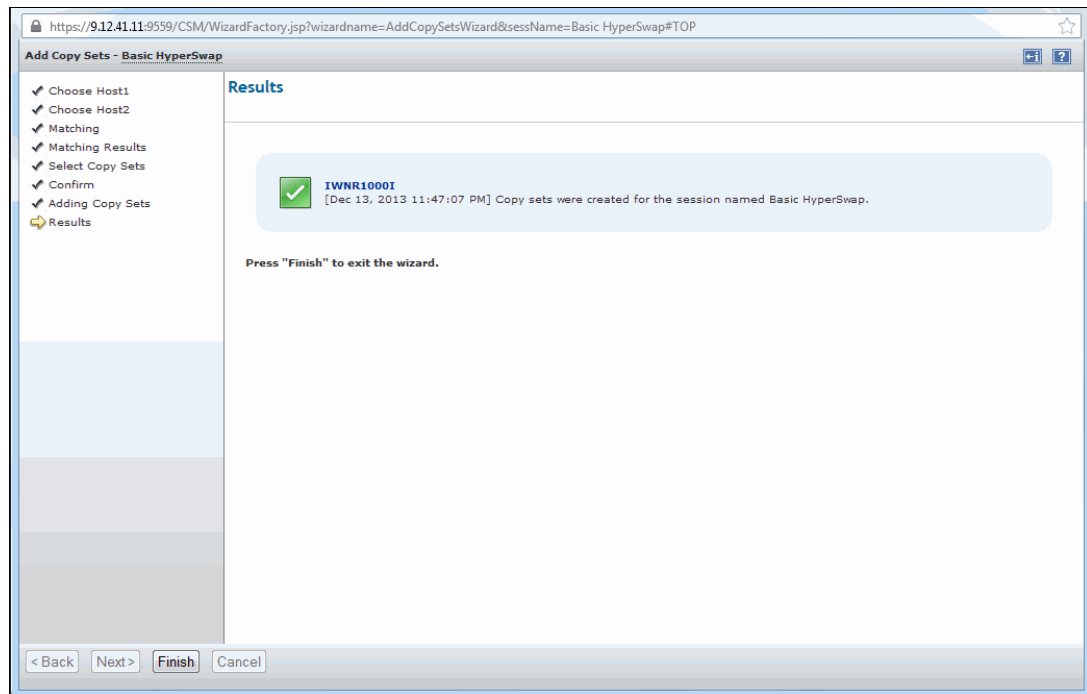 https://9.12.41.11:9559/CSM/WizardFactory.jsp?wizardname=AddCopySetsWizard&sessName=Basic HyperSwap#TOP
Add Copy Sets - Basic HyperSwap
Choose Host1
Choose Host2
Matching
Matching Results
Select Copy Sets
Confirm
Adding Copy Sets
Results
Results
IWNR1000I
[Dec 13, 2013 11:47:07 PM] Copy sets were created for the session named Basic HyperSwap.
Press "Finish" to exit the wizard.
< Back Next > Finish Cancel